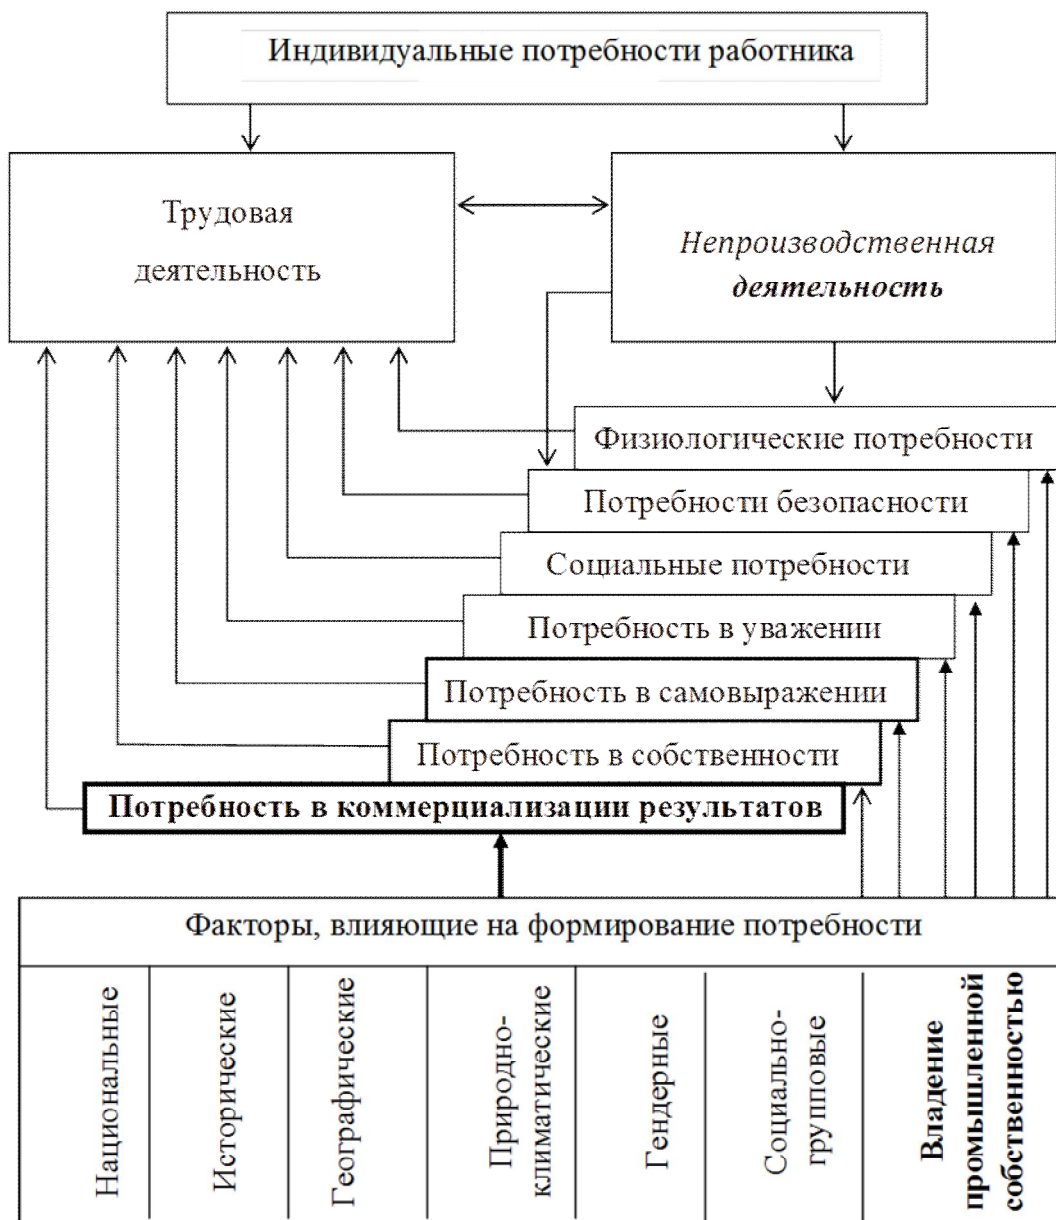 Индивидуальные потребности работника
Трудовая
деятельность
Непроизводственная
деятельность
Физиологические потребности
Потребности безопасности
Социальные потребности
Потребность в уважении
Потребность в самовыражении
Потребность в собственности
Потребность в коммерциализации результатов
Факторы, влияющие на формирование потребности
Национальные
Исторические
Географические
Природно-
климатические
Гендерные
Социально-
групповые
Владение
промышленной
собственностью